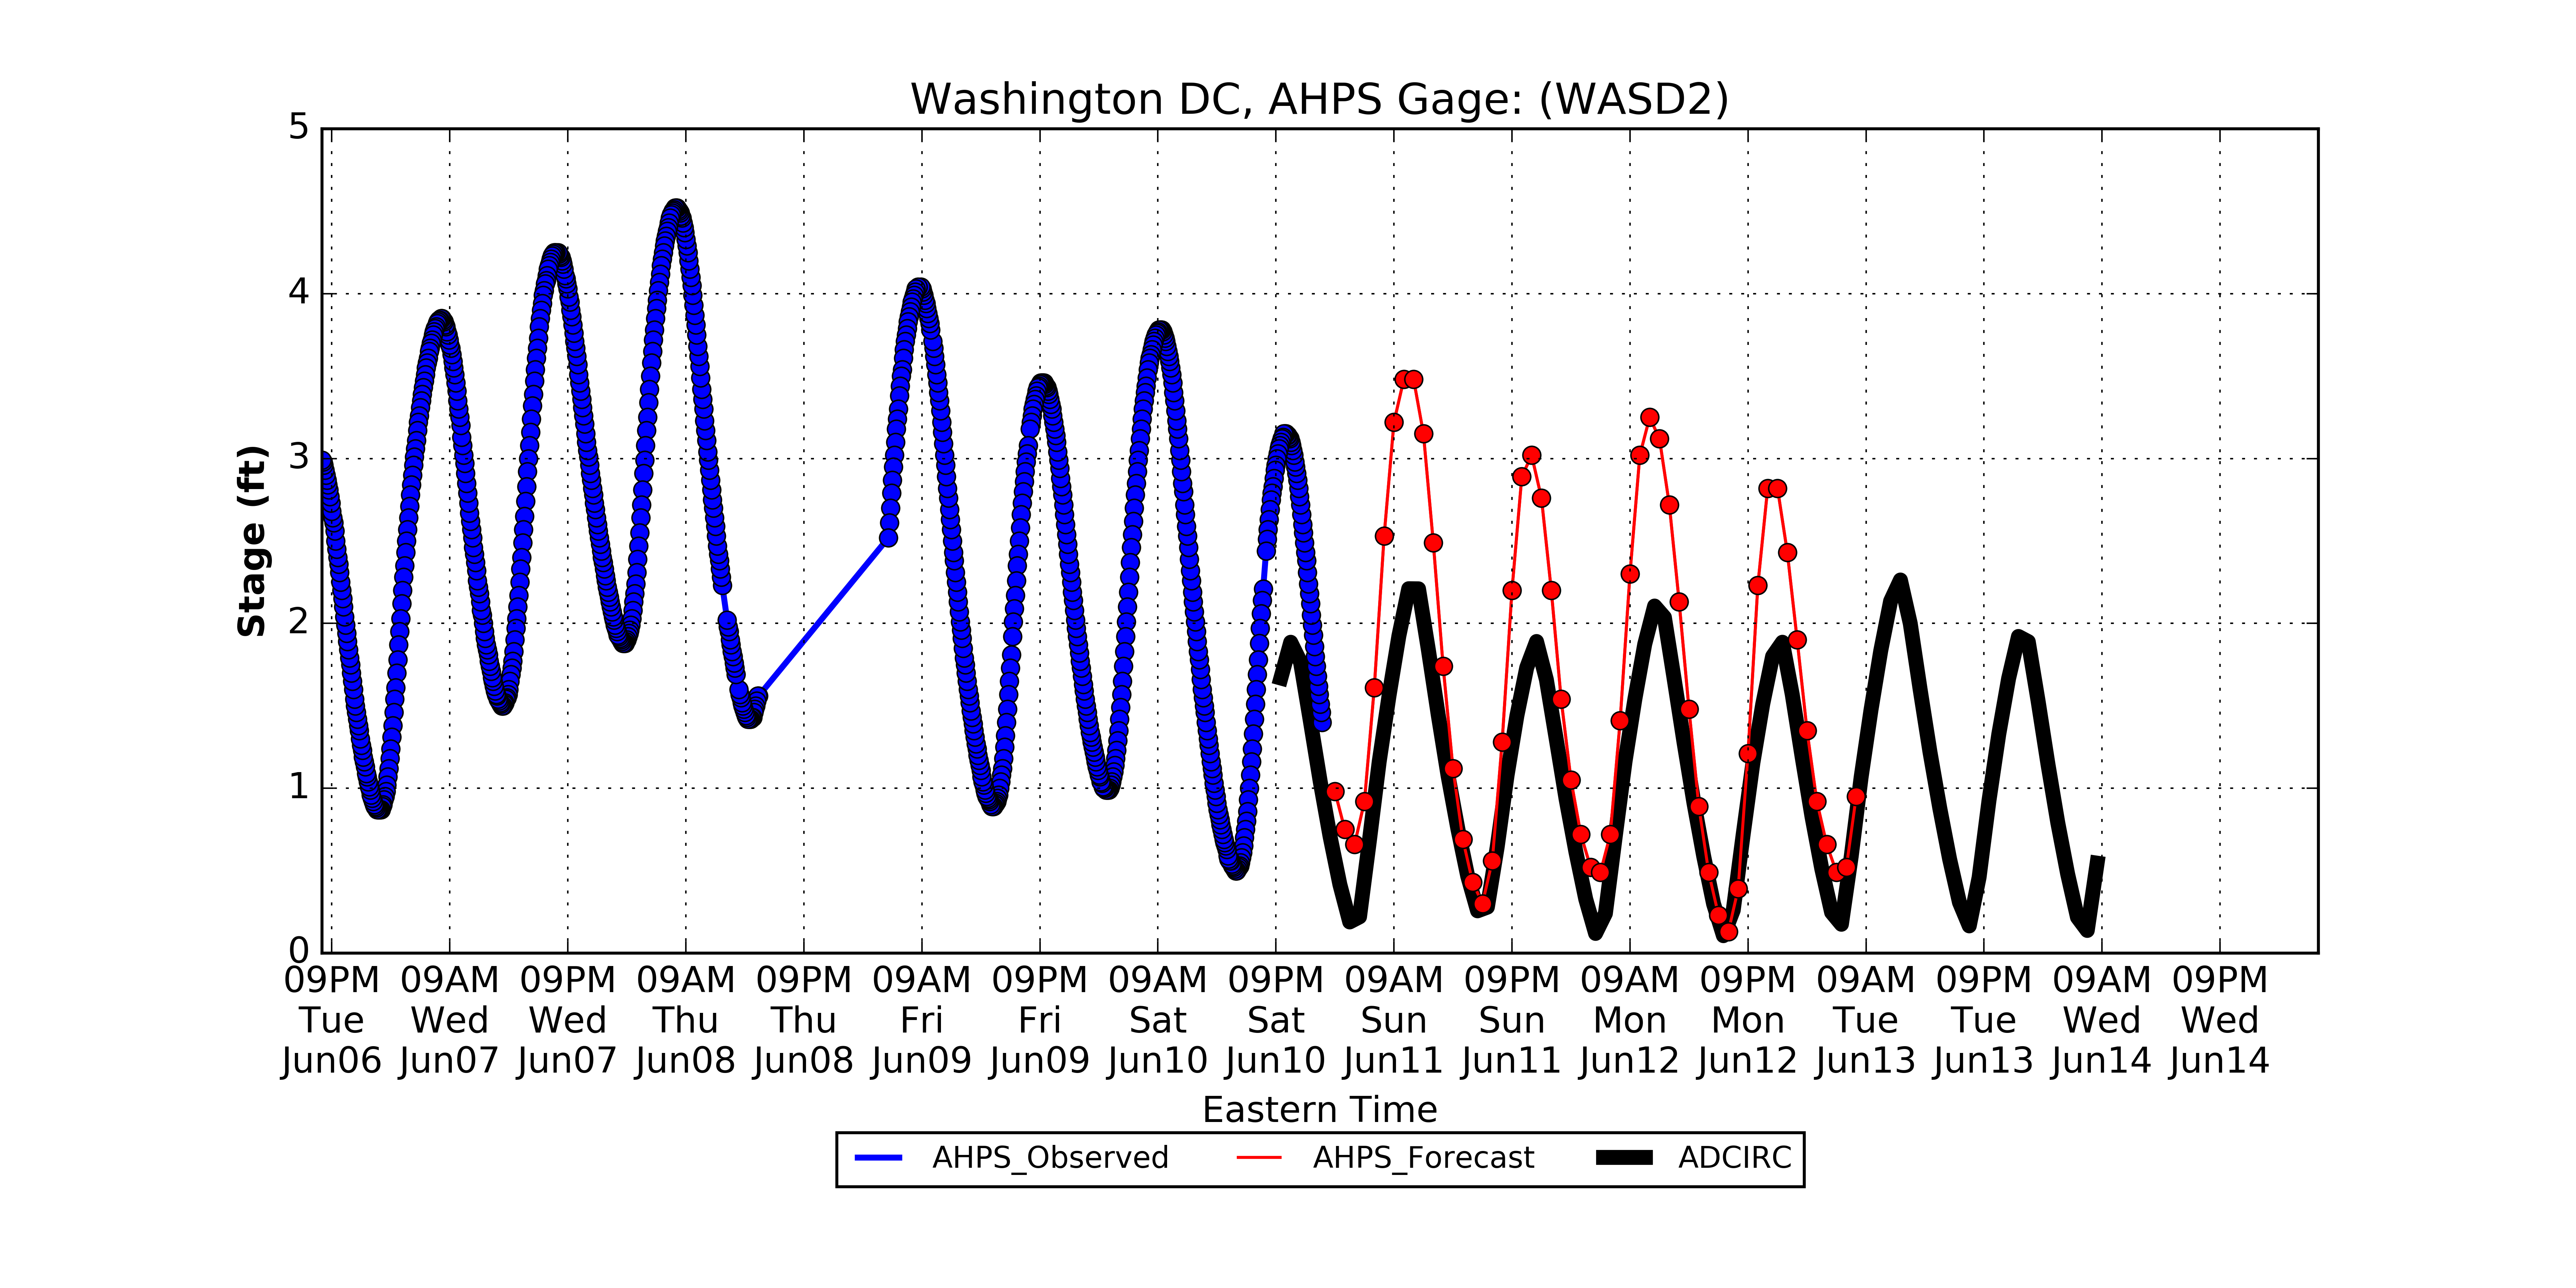 Washington DC, AHPS Gage: (WASD2)
5
4
3
2
1
0
Stage (ft)
09PM 09AM 09PM 09AM 09PM 09AM 09PM 09AM 09PM 09AM 09PM 09AM 09PM 09AM 09PM 09AM 09PM
Tue Wed Wed Thu Thu Fri Fri Sat Sat Sun Sun Mon Mon Tue Tue Wed Wed
Jun06 Jun07 Jun07 Jun08 Jun08 Jun09 Jun09 Jun10 Jun10 Jun11 Jun11 Jun12 Jun12 Jun13 Jun13 Jun14 Jun14
Eastern Time
AHPS_Observed AHPS_Forecast ADCIRC